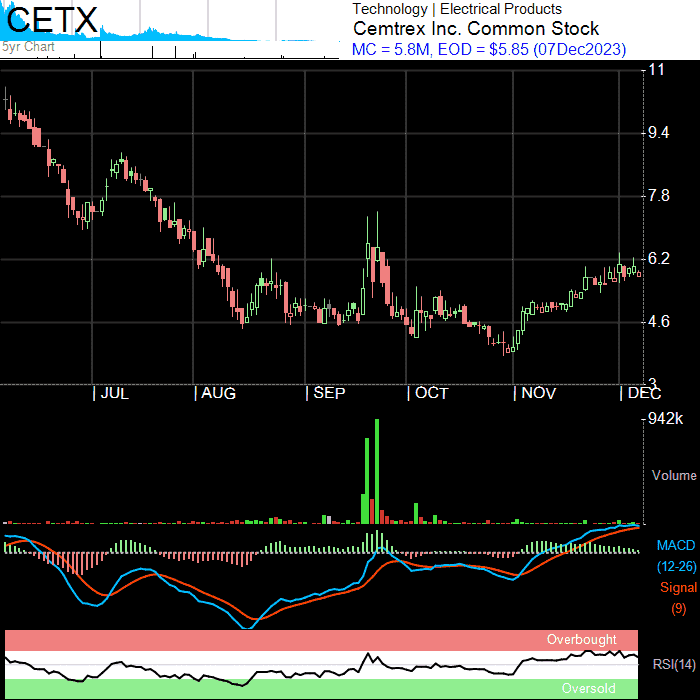 CETX
5yr Chart
Technology | Electrical Products
Cemtrex Inc. Common Stock
MC = 5.8M, EOD = $5.85 (07Dec2023)
11
9.4
7.8
6.2
4.6
3
| JUL | AUG | SEP | OCT | NOV | DEC
942k
Volume
MACD
(12-26)
Signal
(9)
Overbought
RSI(14)
Oversold